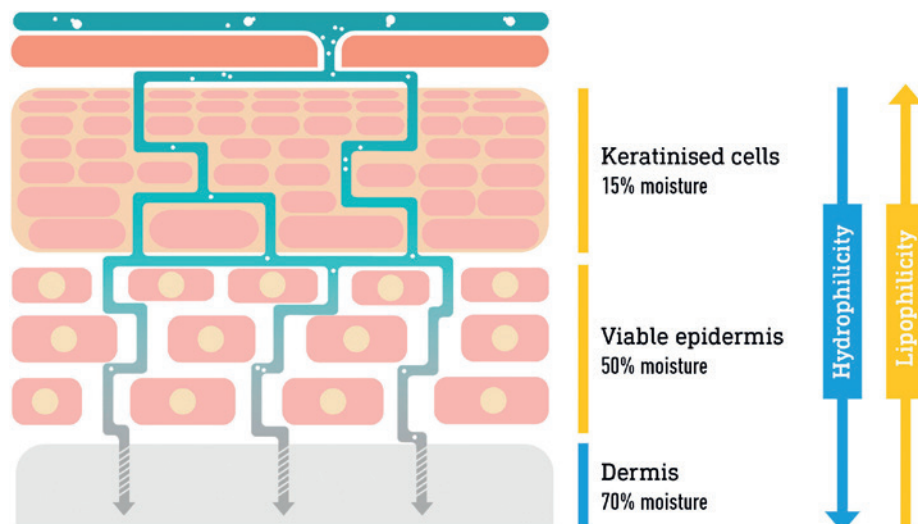 Keratinised cells
15% moisture
Viable epidermis
50% moisture
Dermis
70% moisture
Hydrophilicity
Lipophilicity